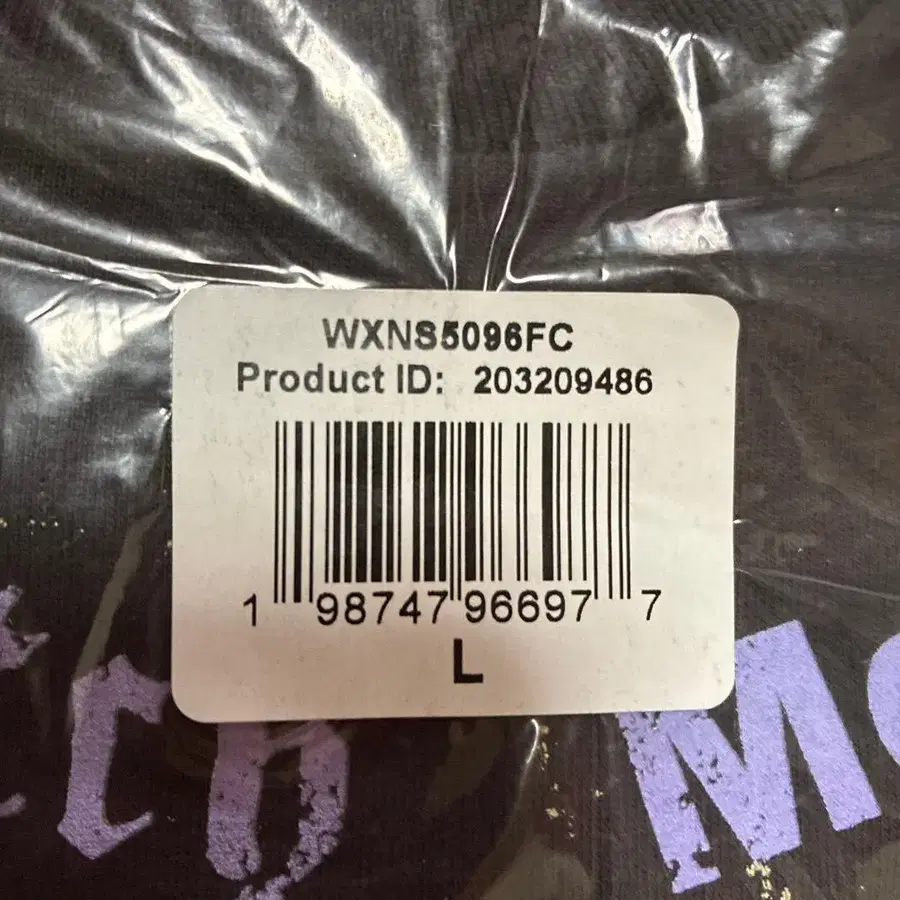 WXNS5096FC
Product ID: 203209486
1 98747 96697 7
L